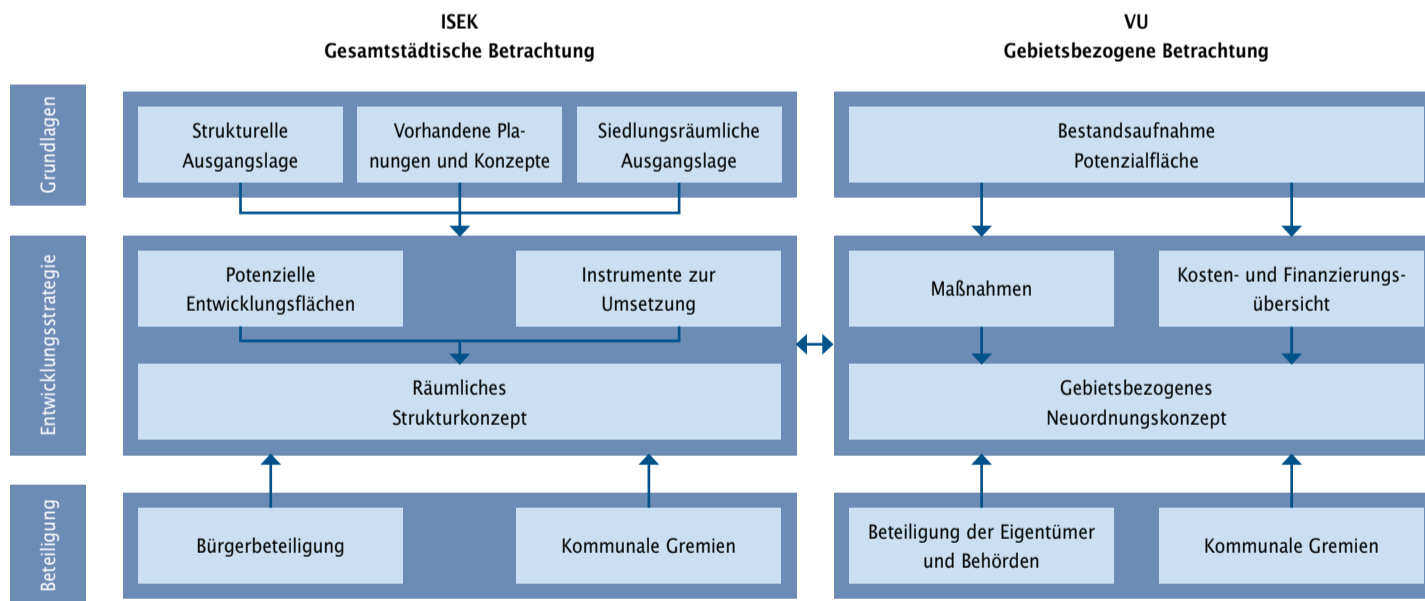 ISEK
Gesamtstädtische Betrachtung
VU
Gebietsbezogene Betrachtung
Grundlagen
Strukturelle
Ausgangslage
Vorhandene Pla-
nungen und Konzepte
Siedlungsräumliche
Ausgangslage
Bestandsaufnahme
Potenzialfläche
Entwicklungsstrategie
Potenzielle
Entwicklungsflächen
Instrumente zur
Umsetzung
Maßnahmen
Kosten- und Finanzierungs-
übersicht
Räumliches
Strukturkonzept
Gebietsbezogenes
Neuordnungskonzept
Beteiligung
Bürgerbeteiligung
Kommunale Gremien
Beteiligung der Eigentümer
und Behörden
Kommunale Gremien